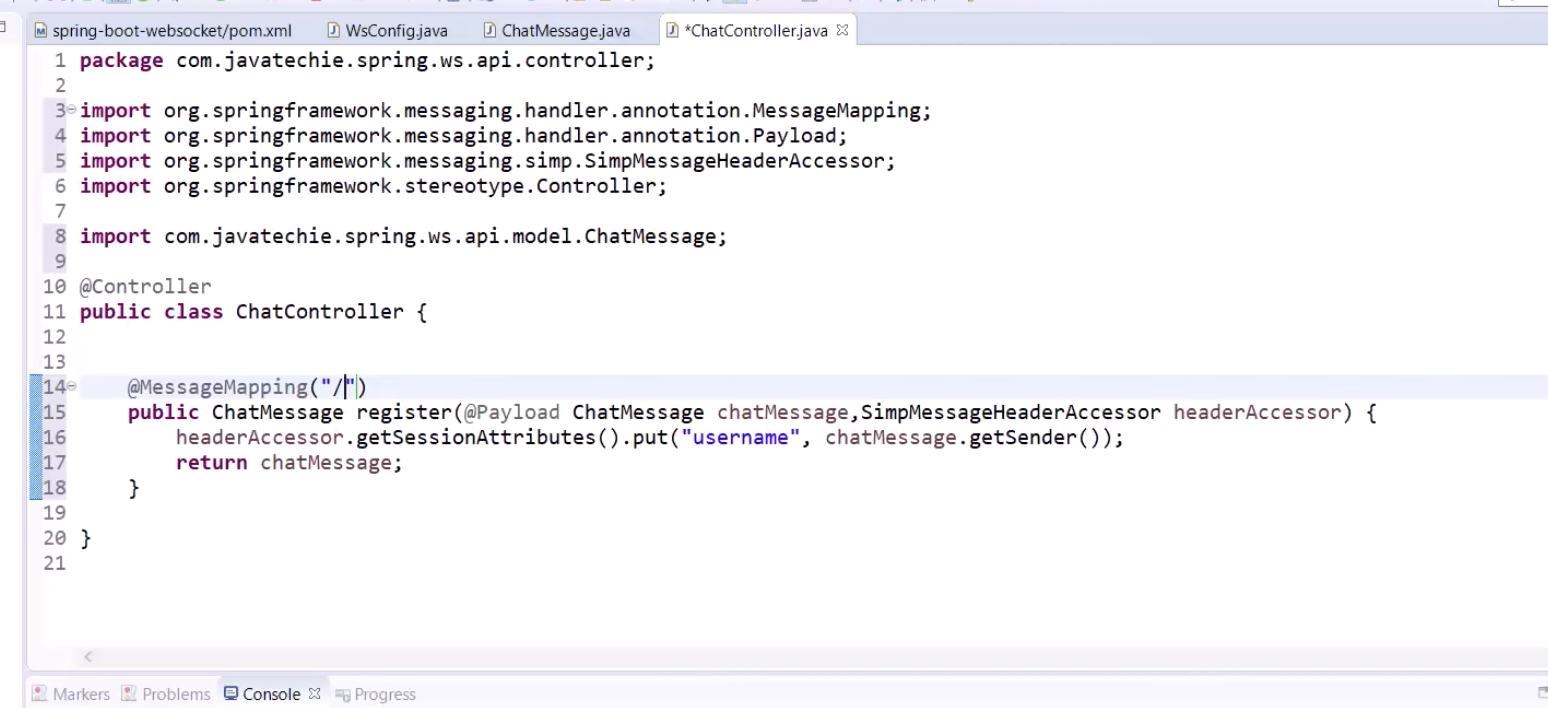 spring-boot-websocket/pom.xml WsConfig.java ChatMessage.java *ChatController.java
1 package com.javatechie.spring.ws.api.controller;
2
3 import org.springframework.messaging.handler.annotation.MessageMapping;
4 import org.springframework.messaging.handler.annotation.Payload;
5 import org.springframework.messaging.simp.SimpMessageHeaderAccessor;
6 import org.springframework.stereotype.Controller;
7
8 import com.javatechie.spring.ws.api.model.ChatMessage;
9
10 @Controller
11 public class ChatController {
12
13
14 @MessageMapping("/")
15 public ChatMessage register(@Payload ChatMessage chatMessage,SimpMessageHeaderAccessor headerAccessor) {
16 headerAccessor.getSessionAttributes().put("username", chatMessage.getSender());
17 return chatMessage;
18 }
19
20 }
21
Markers Problems Console Progress